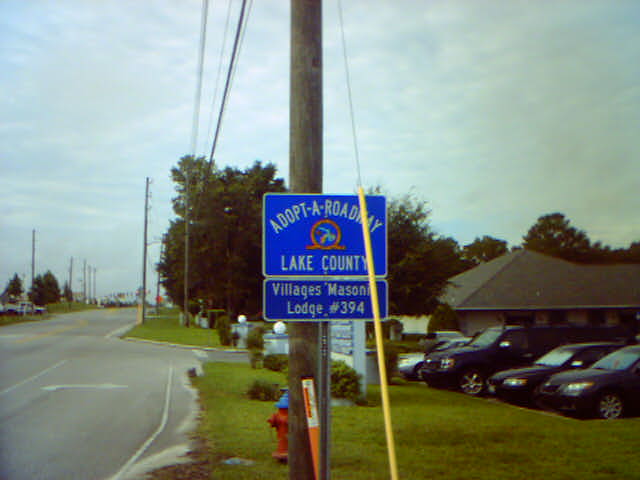 ADOPT-A-ROADWAY
LAKE COUNTY
Villages Masonic
Lodge #394